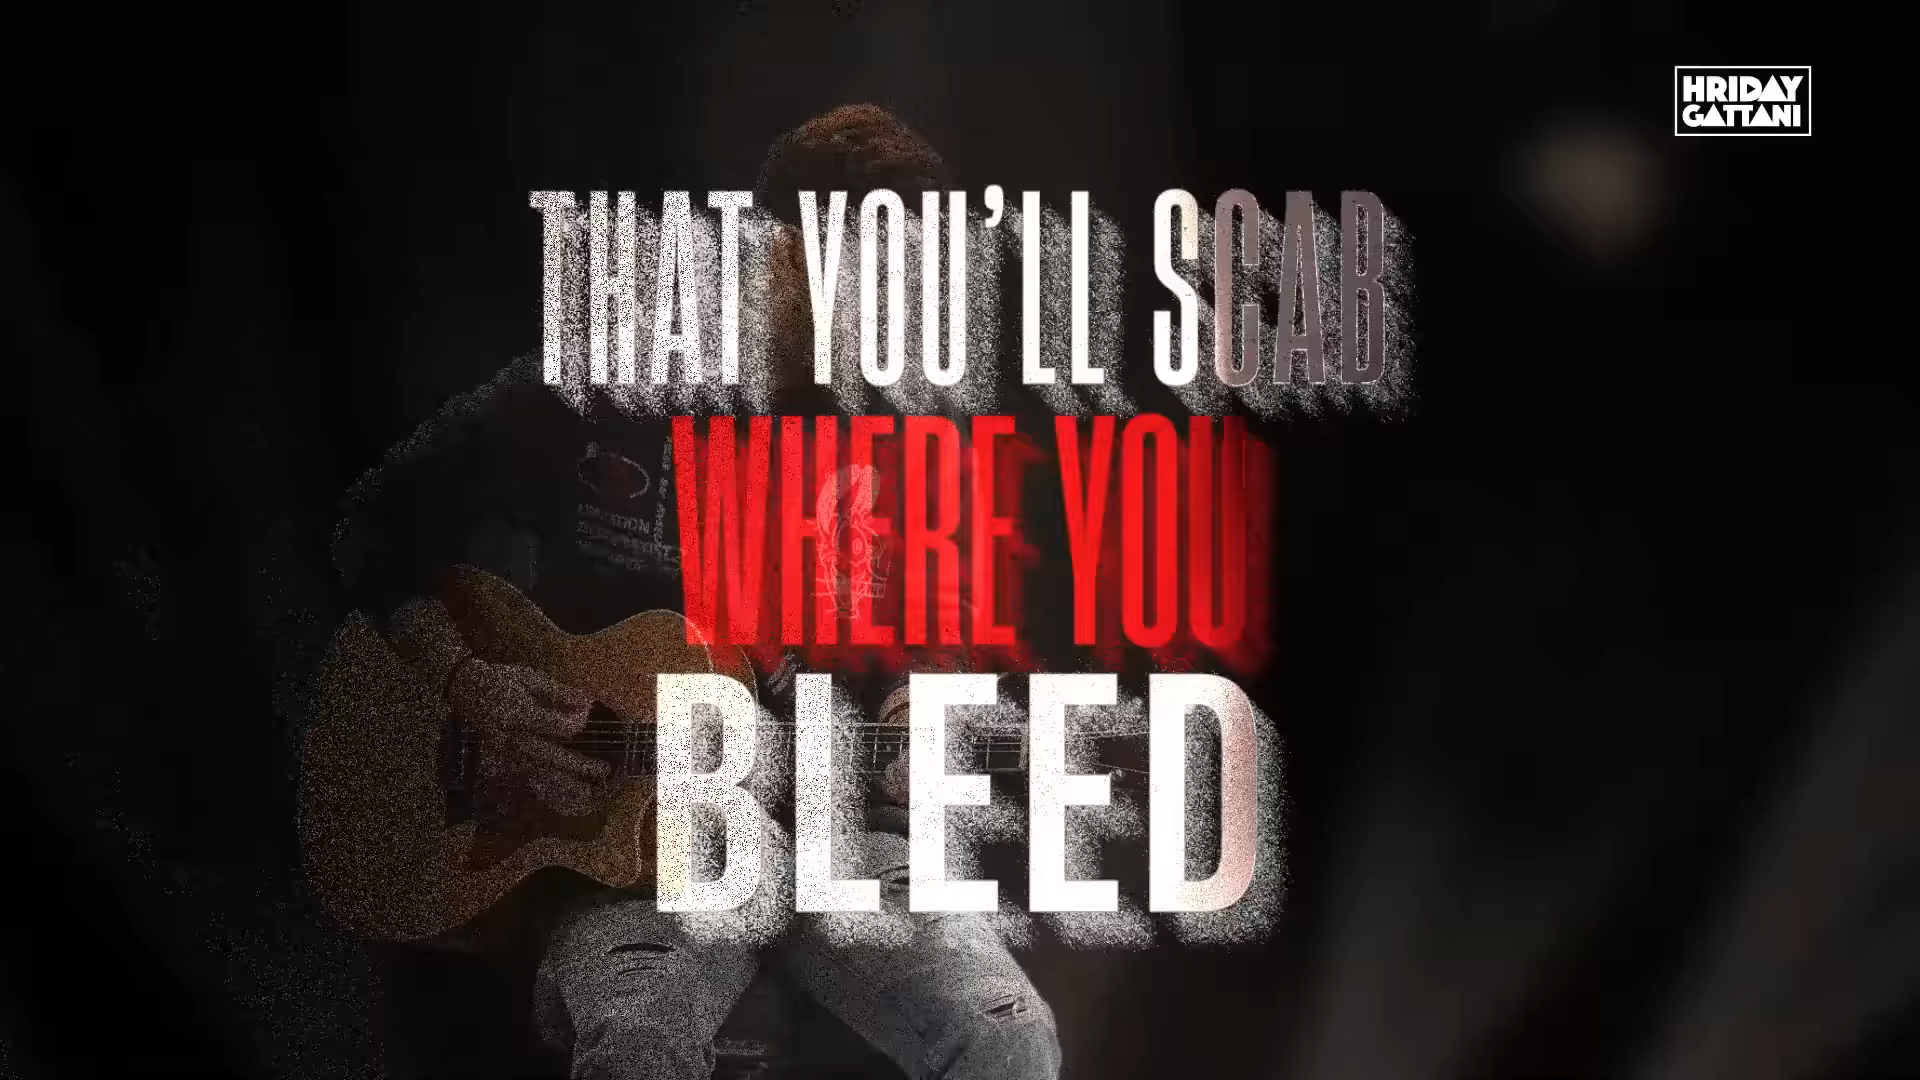 HRIDAY
GATTANI
THAT YOU'LL SCAB
WHERE YOU
BLEED